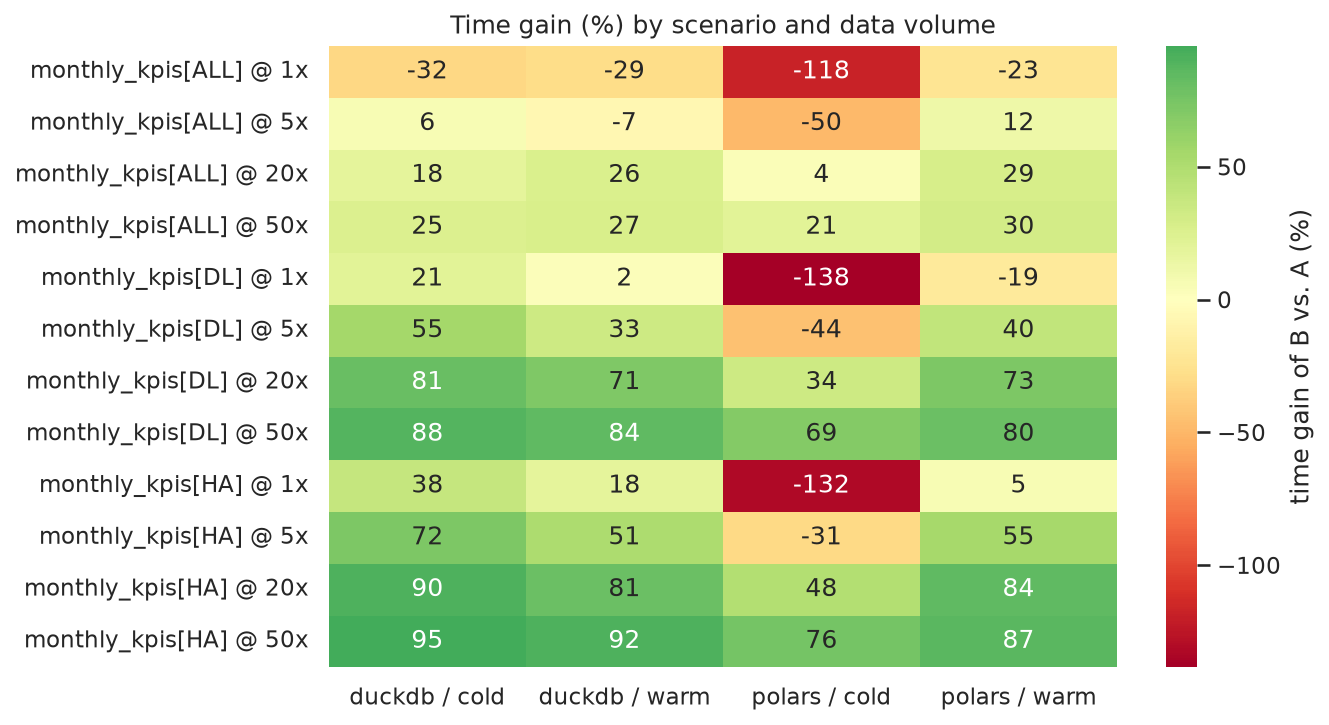 Time gain (%) by scenario and data volume
monthly_kpis[ALL] @ 1x -32 -29 -118 -23
monthly_kpis[ALL] @ 5x 6 -7 -50 12
monthly_kpis[ALL] @ 20x 18 26 4 29
monthly_kpis[ALL] @ 50x 25 27 21 30
monthly_kpis[DL] @ 1x 21 2 -138 -19
monthly_kpis[DL] @ 5x 55 33 -44 40
monthly_kpis[DL] @ 20x 81 71 34 73
monthly_kpis[DL] @ 50x 88 84 69 80
monthly_kpis[HA] @ 1x 38 18 -132 5
monthly_kpis[HA] @ 5x 72 51 -31 55
monthly_kpis[HA] @ 20x 90 81 48 84
monthly_kpis[HA] @ 50x 95 92 76 87
duckdb / cold duckdb / warm polars / cold polars / warm
50
0
−50
−100
time gain of B vs. A (%)